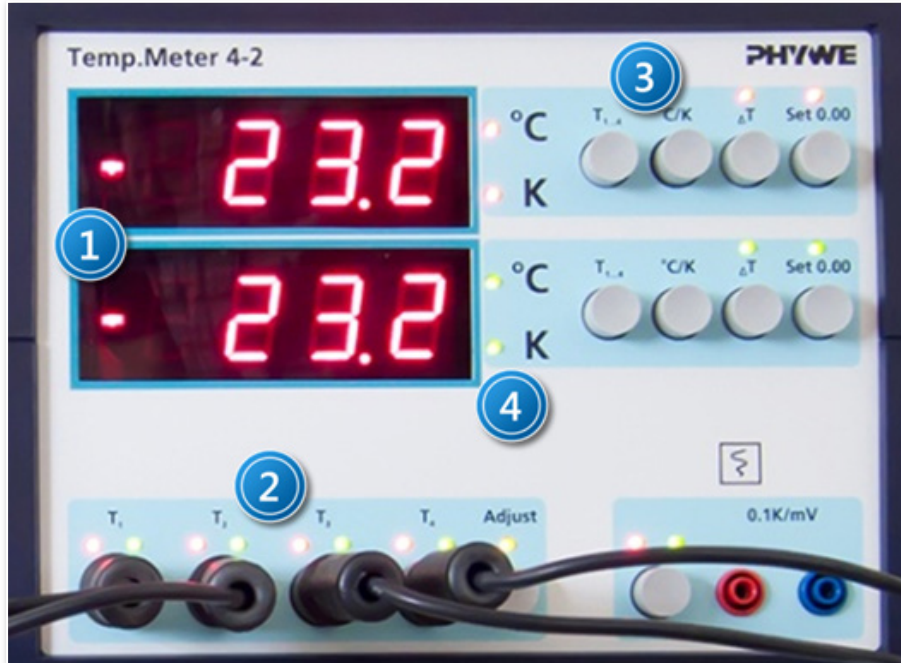 Temp.Meter 4-2
PHYWE
3
T1...4 °C/K ΔT Set 0.00
- 23.2
°C
K
1
T1...4 °C/K ΔT Set 0.00
- 23.2
°C
K
4
2
T1 T2 T3 T4 Adjust
0.1K/mV